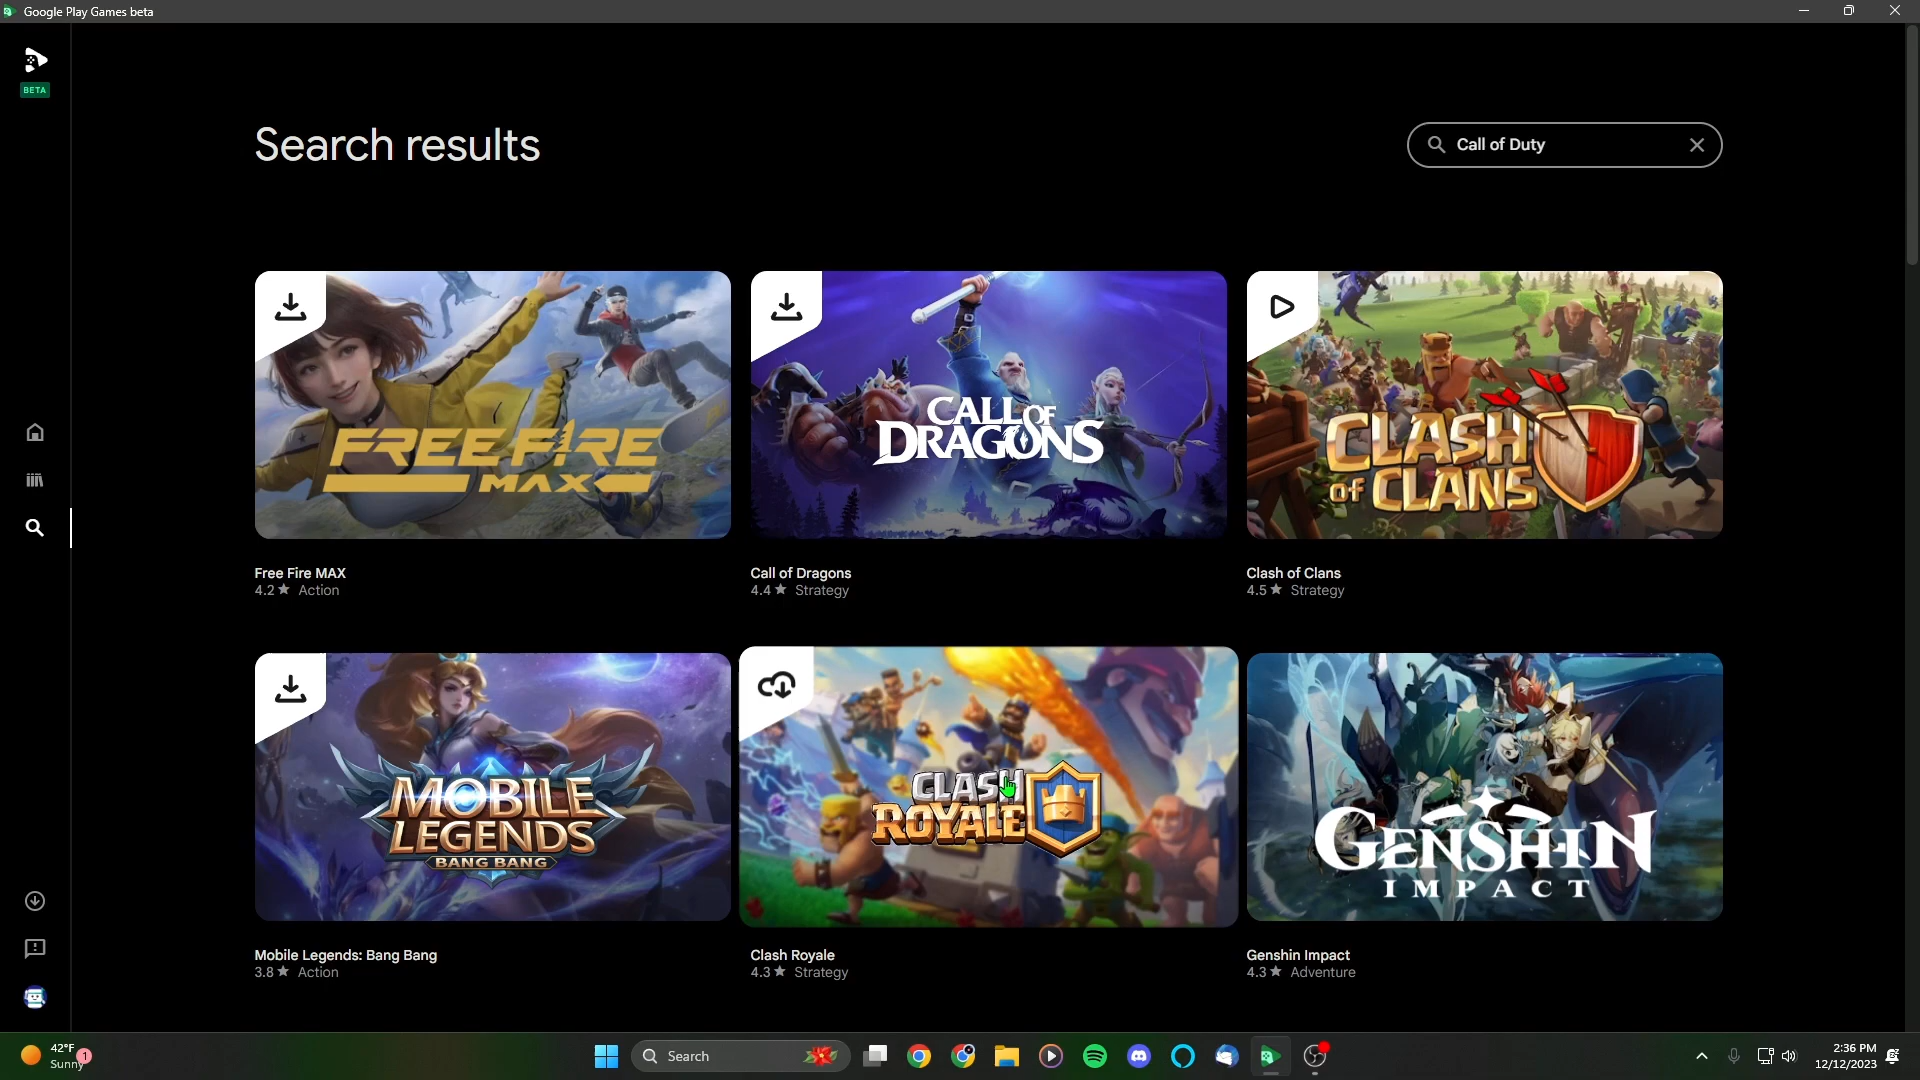 Google Play Games beta
BETA
Search results
Call of Duty
FREE FIRE
MAX
CALL OF
DRAGONS
CLASH
of CLANS
Free Fire MAX
4.2★ Action
Call of Dragons
4.4★ Strategy
Clash of Clans
4.5★ Strategy
MOBILE
LEGENDS
BANG BANG
CLASH
ROYALE
GENSHIN
IMPACT
Mobile Legends: Bang Bang
3.8★ Action
Clash Royale
4.3★ Strategy
Genshin Impact
4.3★ Adventure
42°F
Sunny
1
Search
2:36 PM
12/12/2023